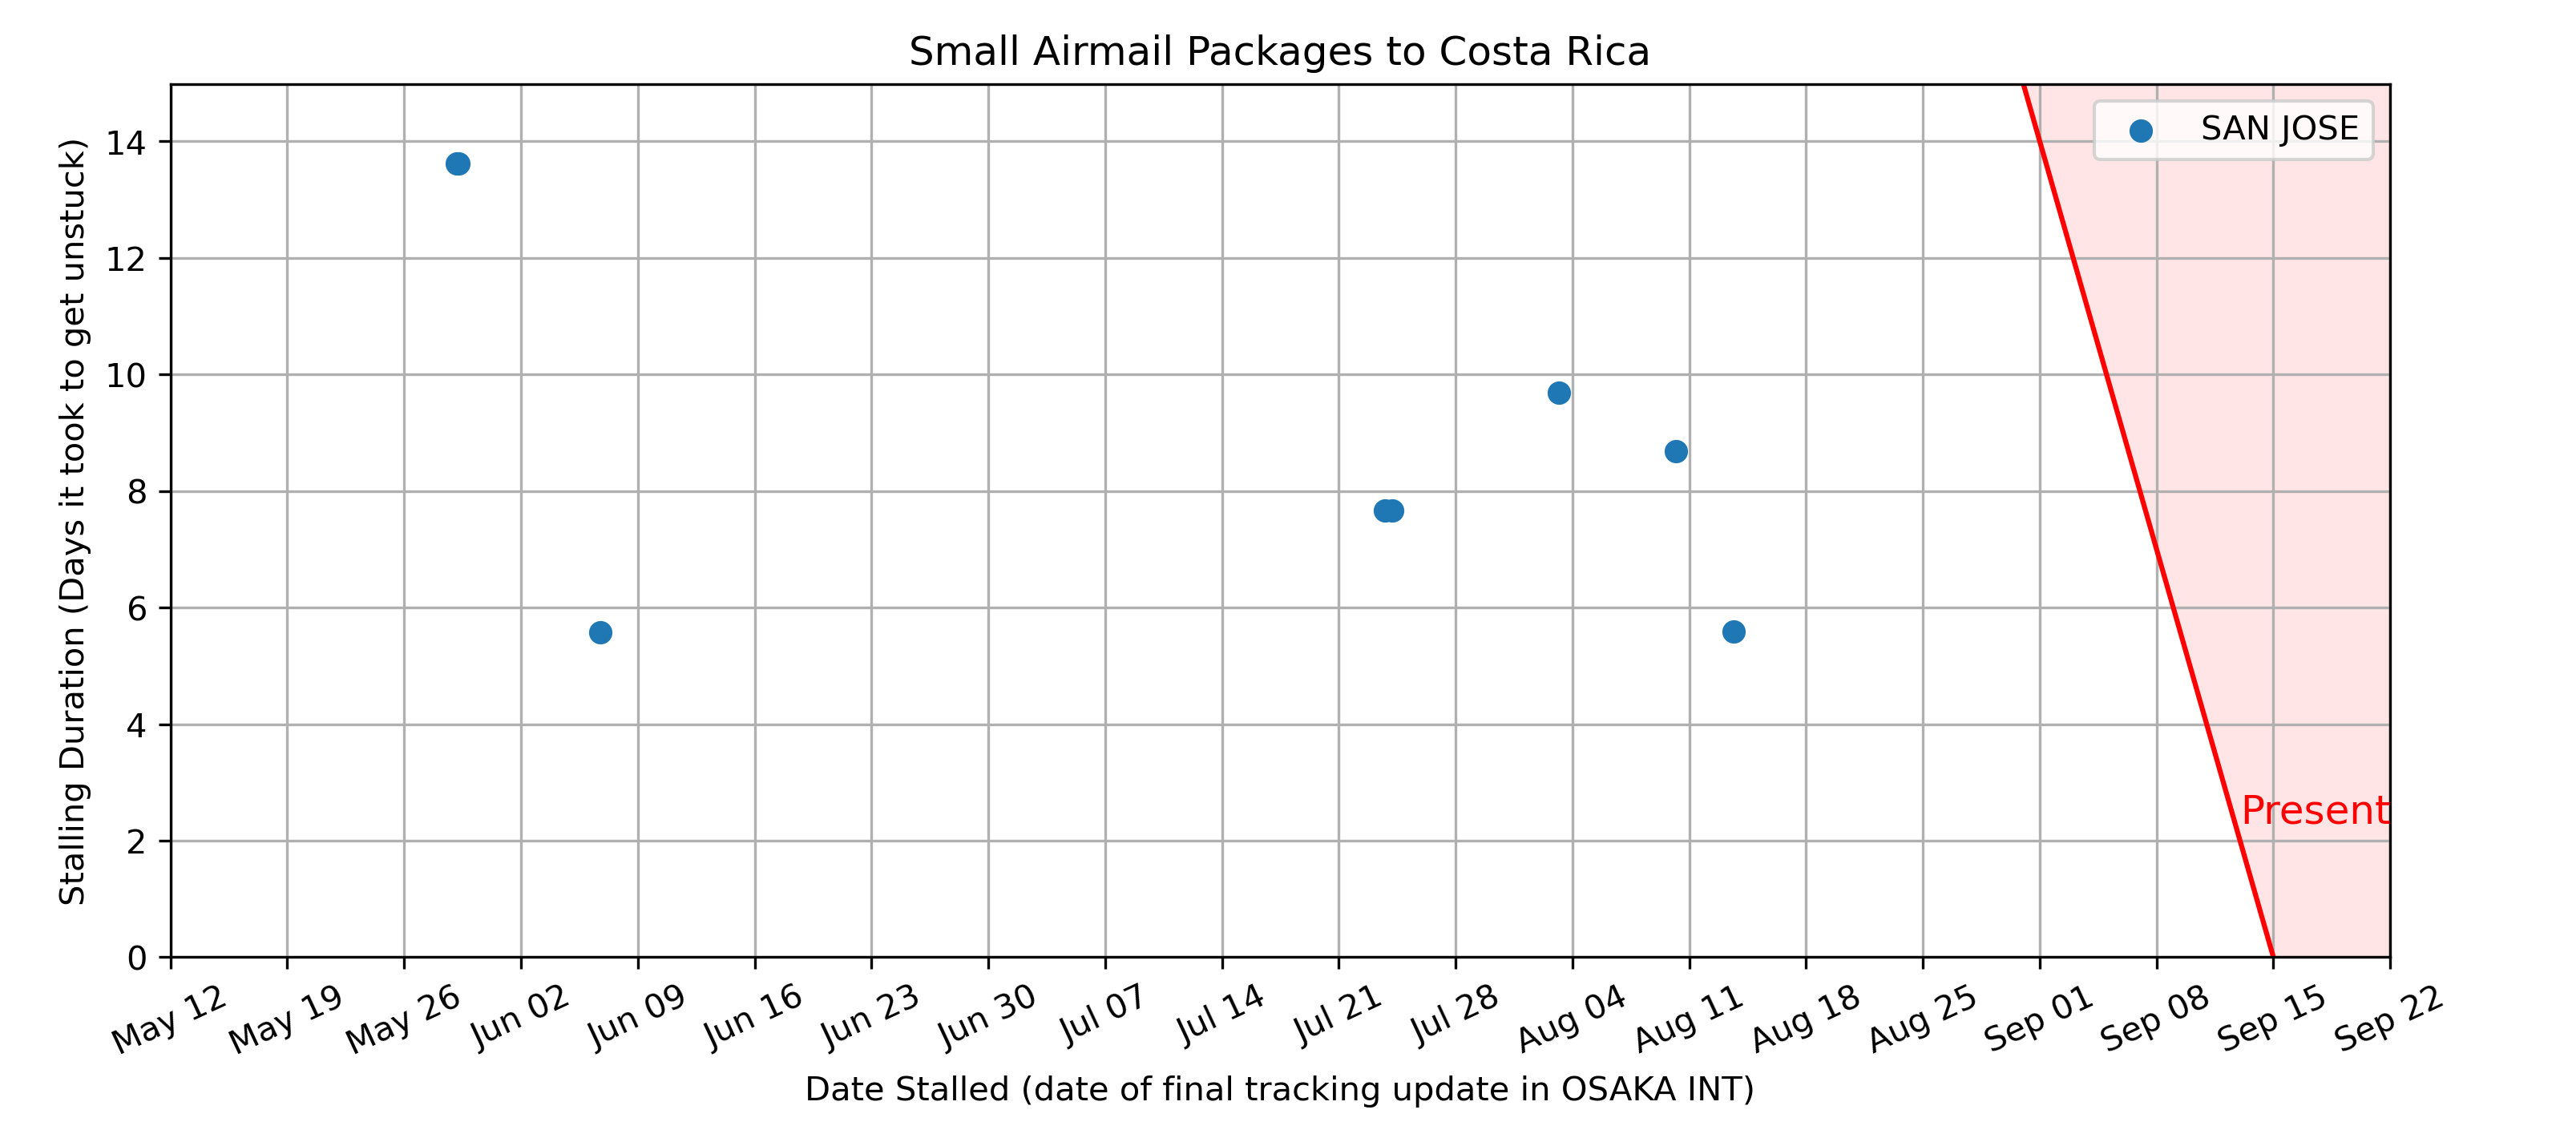 Small Airmail Packages to Costa Rica
SAN JOSE
Stalling Duration (Days it took to get unstuck)
14
12
10
8
6
4
2
0
Present
May 12
May 19
May 26
Jun 02
Jun 09
Jun 16
Jun 23
Jun 30
Jul 07
Jul 14
Jul 21
Jul 28
Aug 04
Aug 11
Aug 18
Aug 25
Sep 01
Sep 08
Sep 15
Sep 22
Date Stalled (date of final tracking update in OSAKA INT)